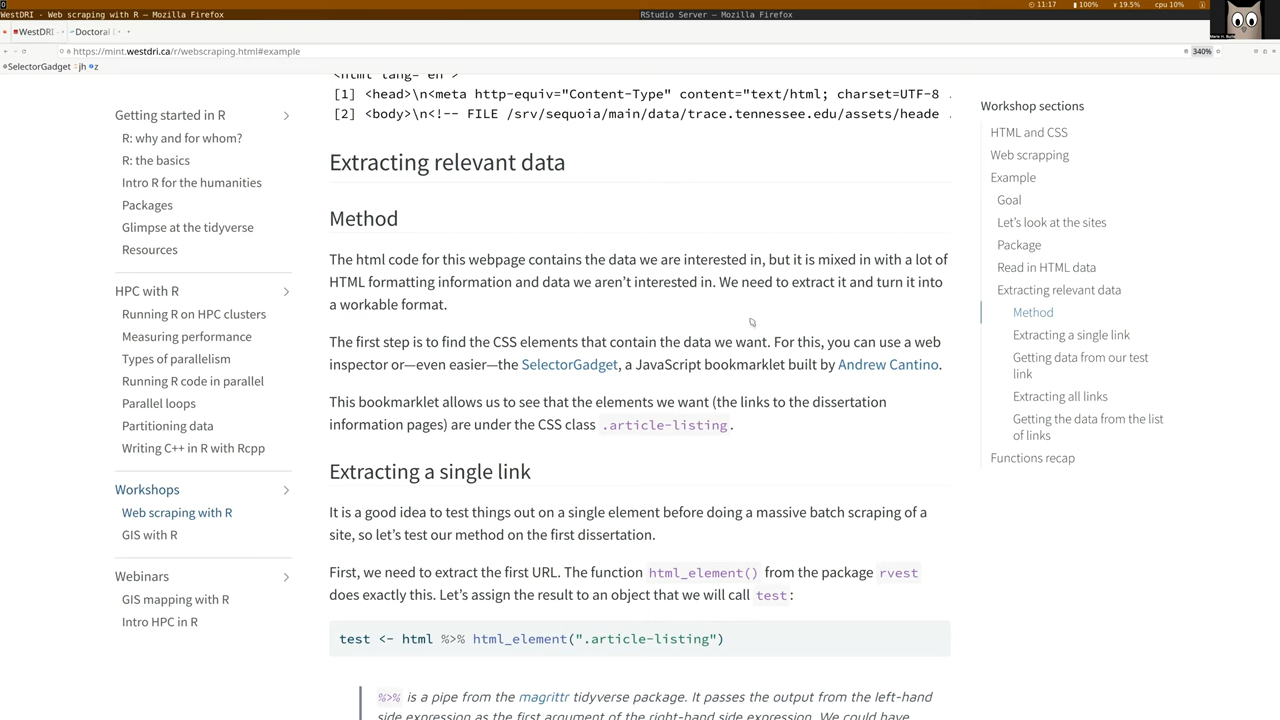 WestDRI - Web scraping with R — Mozilla Firefox
RStudio Server — Mozilla Firefox
11:17
100%
19.5%
cpu 10%
WestDRI
Doctoral
https://mint.westdri.ca/r/webscraping.html#example
340%
SelectorGadget
jh
z
Getting started in R
R: why and for whom?
R: the basics
Intro R for the humanities
Packages
Glimpse at the tidyverse
Resources
HPC with R
Running R on HPC clusters
Measuring performance
Types of parallelism
Running R code in parallel
Parallel loops
Partitioning data
Writing C++ in R with Rcpp
Workshops
Web scraping with R
GIS with R
Webinars
GIS mapping with R
Intro HPC in R
<html lang="en">
[1] <head>\n<meta http-equiv="Content-Type" content="text/html; charset=UTF-8 .
[2] <body>\n<!-- FILE /srv/sequoia/main/data/trace.tennessee.edu/assets/heade .
Extracting relevant data
Method
The html code for this webpage contains the data we are interested in, but it is mixed in with a lot of
HTML formatting information and data we aren't interested in. We need to extract it and turn it into
a workable format.
The first step is to find the CSS elements that contain the data we want. For this, you can use a web
inspector or—even easier—the SelectorGadget, a JavaScript bookmarklet built by Andrew Cantino.
This bookmarklet allows us to see that the elements we want (the links to the dissertation
information pages) are under the CSS class .article-listing.
Extracting a single link
It is a good idea to test things out on a single element before doing a massive batch scraping of a
site, so let's test our method on the first dissertation.
First, we need to extract the first URL. The function html_element() from the package rvest
does exactly this. Let's assign the result to an object that we will call test:
test <- html %>% html_element(".article-listing")
%>% is a pipe from the magrittr tidyverse package. It passes the output from the left-hand
side expression as the first argument of the right-hand side expression. We could have
Workshop sections
HTML and CSS
Web scrapping
Example
Goal
Let's look at the sites
Package
Read in HTML data
Extracting relevant data
Method
Extracting a single link
Getting data from our test
link
Extracting all links
Getting the data from the list
of links
Functions recap